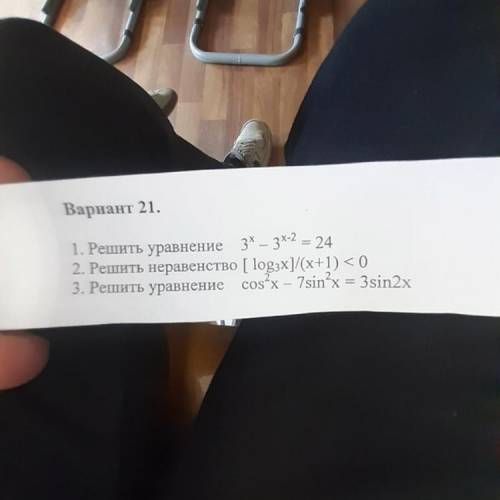 Вариант 21.
1. Решить уравнение 3ˣ – 3ˣ⁻² = 24
2. Решить неравенство [ log₃x]/(x+1) < 0
3. Решить уравнение cos²x – 7sin²x = 3sin2x